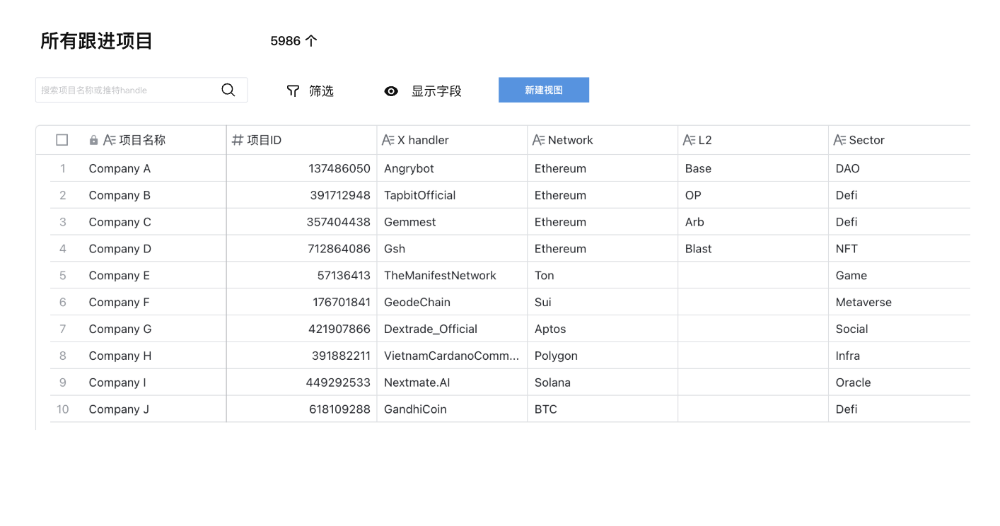 所有跟进项目 5986 个
搜索项目名称或推特handle 筛选 显示字段 新建视图
项目名称 项目ID X handler Network L2 Sector
1 Company A 137486050 Angrybot Ethereum Base DAO
2 Company B 391712948 TapbitOfficial Ethereum OP Defi
3 Company C 357404438 Gemmest Ethereum Arb Defi
4 Company D 712864086 Gsh Ethereum Blast NFT
5 Company E 57136413 TheManifestNetwork Ton Game
6 Company F 176701841 GeodeChain Sui Metaverse
7 Company G 421907866 Dextrade_Official Aptos Social
8 Company H 391882211 VietnamCardanoComm... Polygon Infra
9 Company I 449292533 Nextmate.AI Solana Oracle
10 Company J 618109288 GandhiCoin BTC Defi